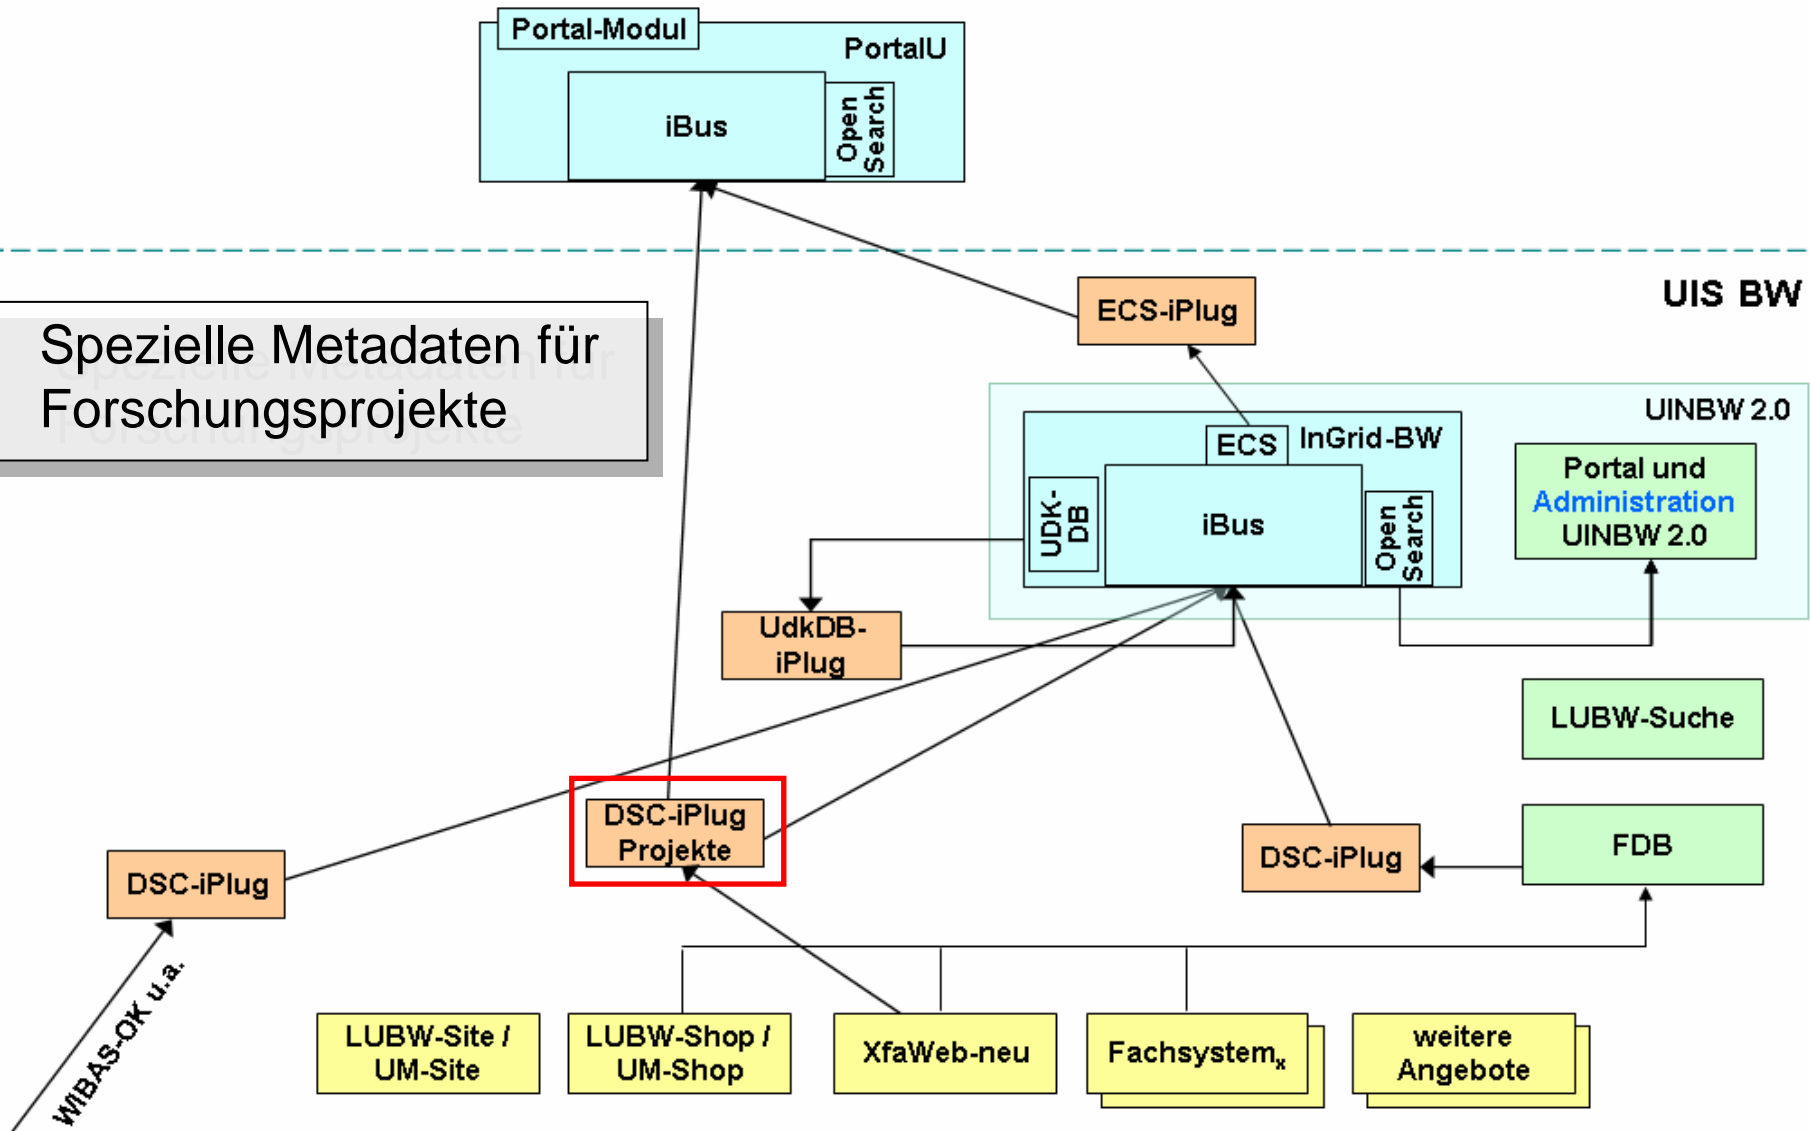 Portal-Modul
PortalU
iBus
Open
Search
UIS BW
ECS-iPlug
Spezielle Metadaten für
Forschungsprojekte
UINBW 2.0
ECS
InGrid-BW
UDK-
DB
iBus
Open
Search
Portal und
Administration
UINBW 2.0
UdkDB-
iPlug
LUBW-Suche
DSC-iPlug
Projekte
DSC-iPlug
DSC-iPlug
FDB
WIBAS-OK u.a.
LUBW-Site /
UM-Site
LUBW-Shop /
UM-Shop
XfaWeb-neu
Fachsystemx
weitere
Angebote